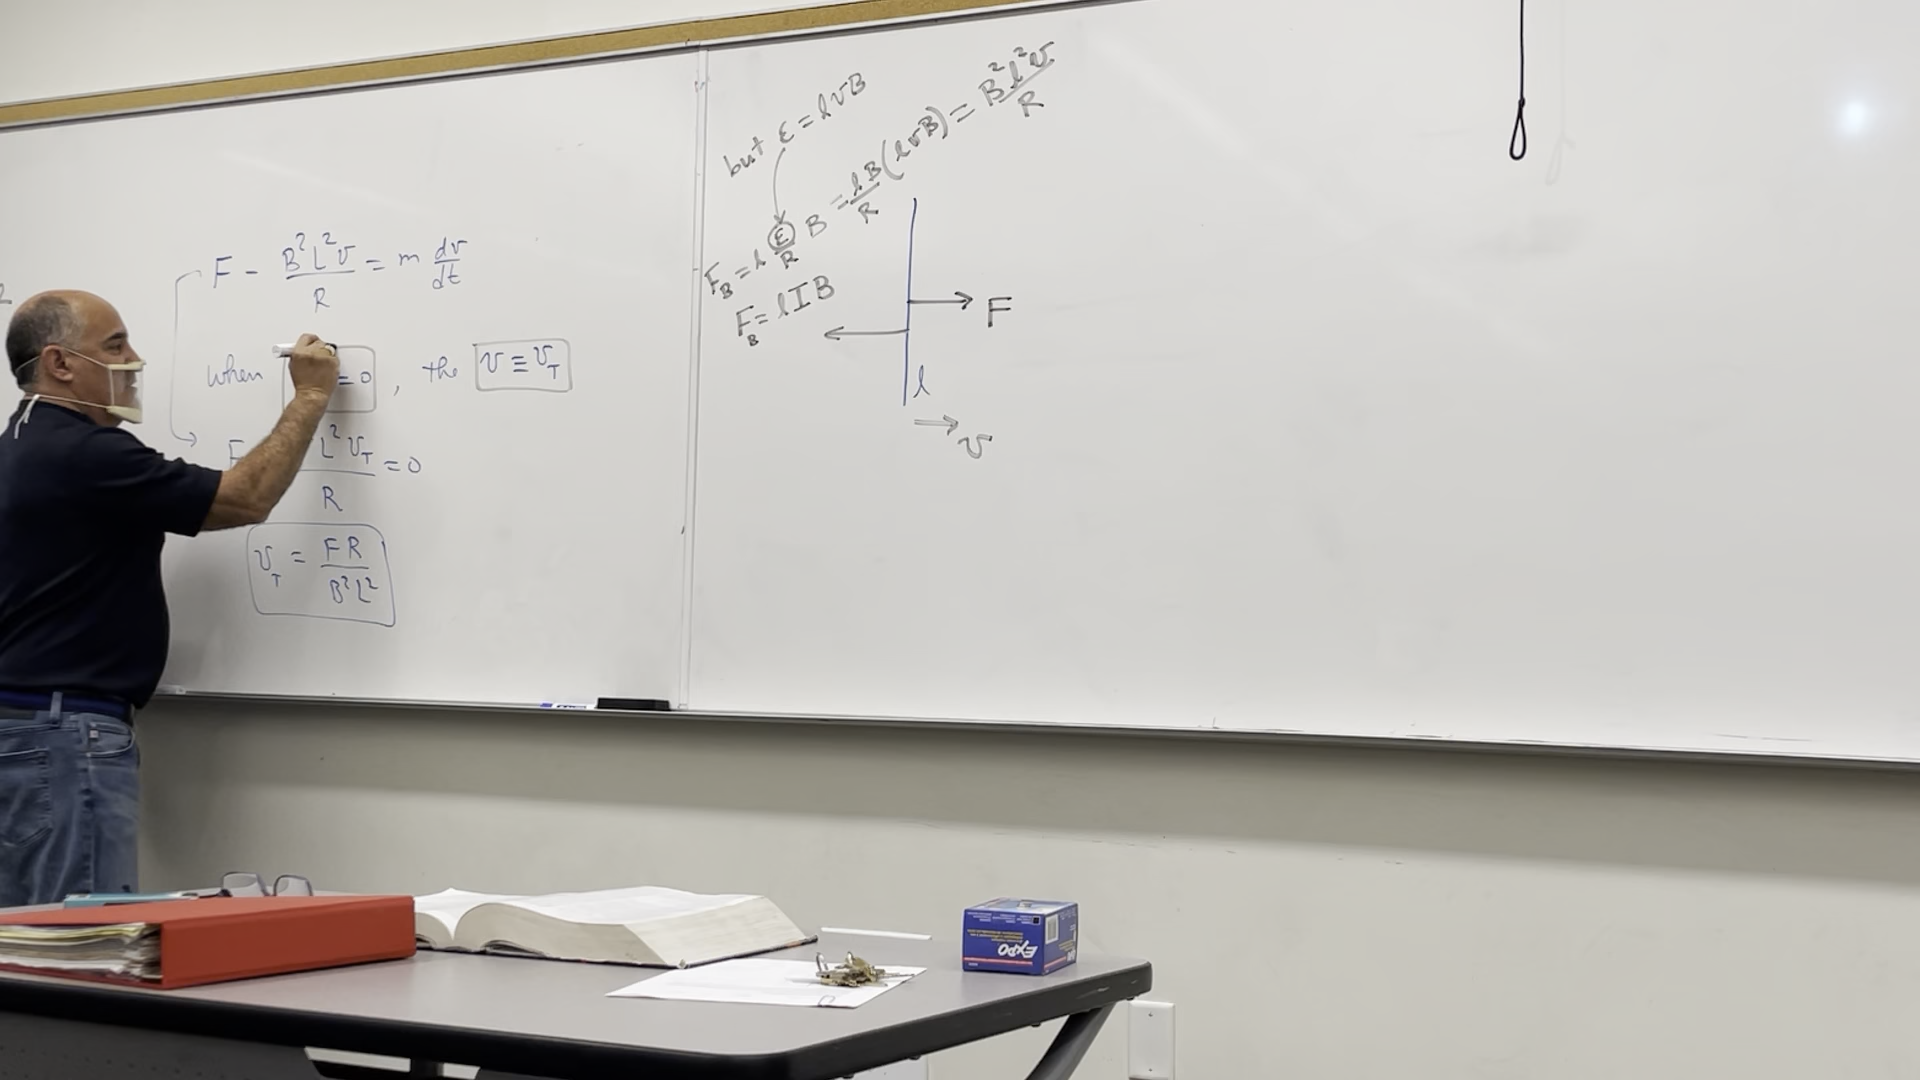 F - B²L²v/R = m dv/dt
when = 0 , the v ≡ v_T
F L²v_T/R = 0
v_T = FR/B²L²
but ε = lvB
F_B = l ε/R B = lB/R (lvB) = B²l²v/R
F_B = lIB
F
l
v
EXPO